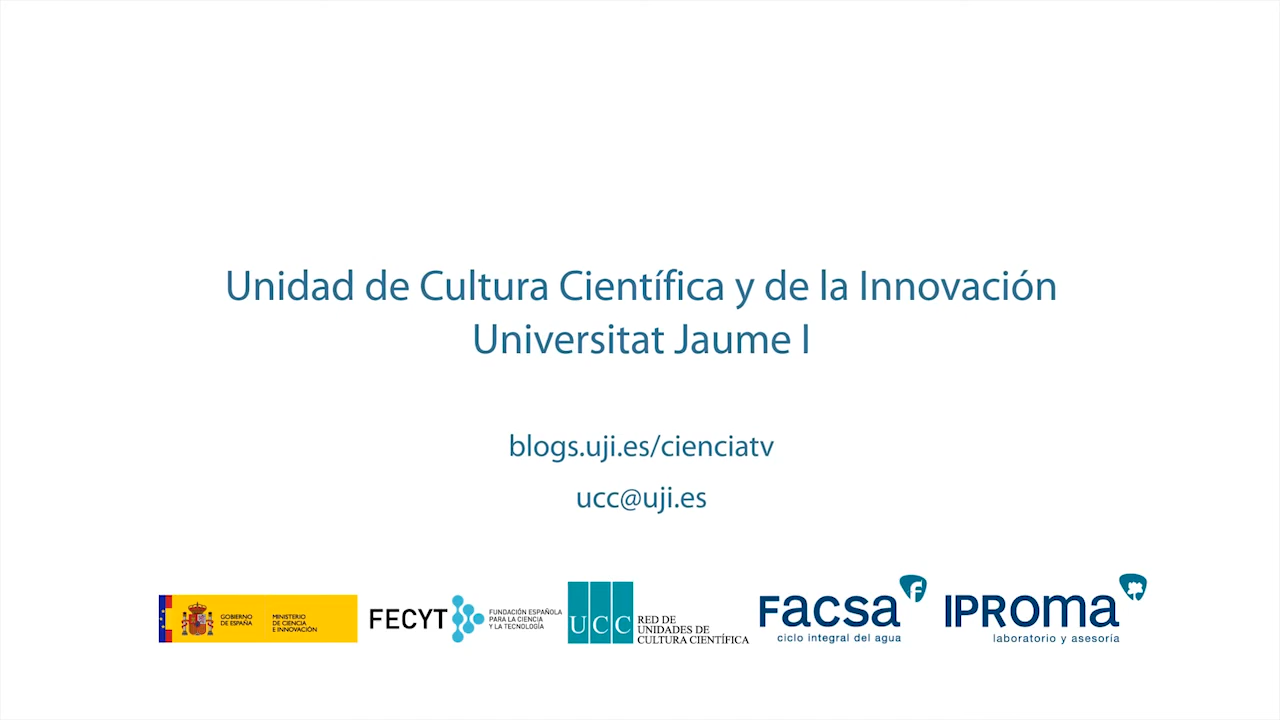 Unidad de Cultura Científica y de la Innovación
Universitat Jaume I
blogs.uji.es/cienciatv
ucc@uji.es
GOBIERNO
DE ESPAÑA
MINISTERIO
DE CIENCIA
E INNOVACIÓN
FECYT
FUNDACIÓN ESPAÑOLA
PARA LA CIENCIA
Y LA TECNOLOGÍA
UCC
RED DE
UNIDADES DE
CULTURA CIENTÍFICA
FACSA
ciclo integral del agua
IPROMA
laboratorio y asesoría